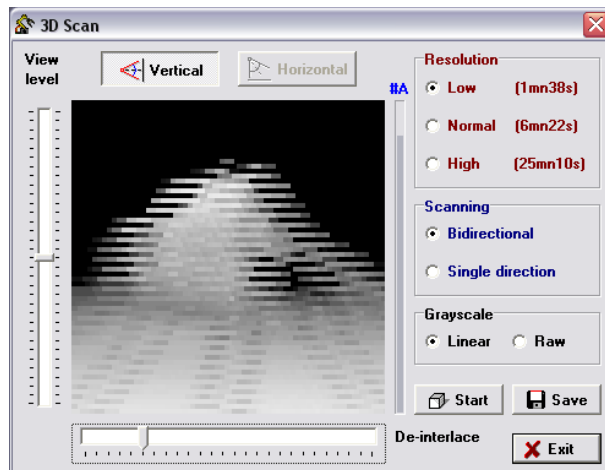 3D Scan
View
level
Vertical
Horizontal
#A
Resolution
Low (1mn38s)
Normal (6mn22s)
High (25mn10s)
Scanning
Bidirectional
Single direction
Grayscale
Linear Raw
Start Save
De-interlace
Exit